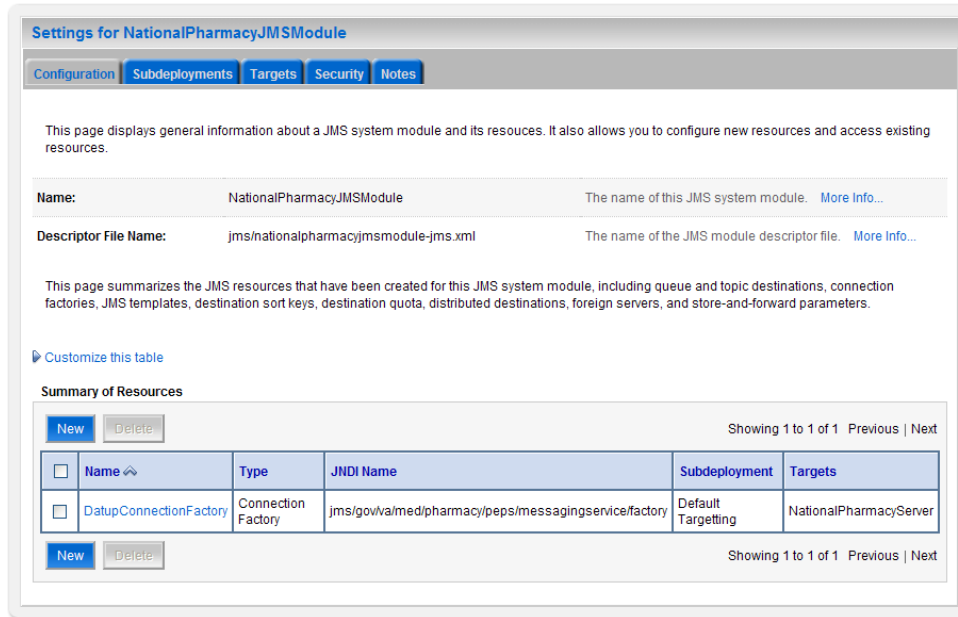 Settings for NationalPharmacyJMSModule
Configuration Subdeployments Targets Security Notes
This page displays general information about a JMS system module and its resouces. It also allows you to configure new resources and access existing
resources.
Name: NationalPharmacyJMSModule The name of this JMS system module. More Info...
Descriptor File Name: jms/nationalpharmacyjmsmodule-jms.xml The name of the JMS module descriptor file. More Info...
This page summarizes the JMS resources that have been created for this JMS system module, including queue and topic destinations, connection
factories, JMS templates, destination sort keys, destination quota, distributed destinations, foreign servers, and store-and-forward parameters.
Customize this table
Summary of Resources
New Delete Showing 1 to 1 of 1 Previous | Next
Name Type JNDI Name Subdeployment Targets
DatupConnectionFactory Connection Factory jms/gov/va/med/pharmacy/peps/messagingservice/factory Default Targetting NationalPharmacyServer
New Delete Showing 1 to 1 of 1 Previous | Next